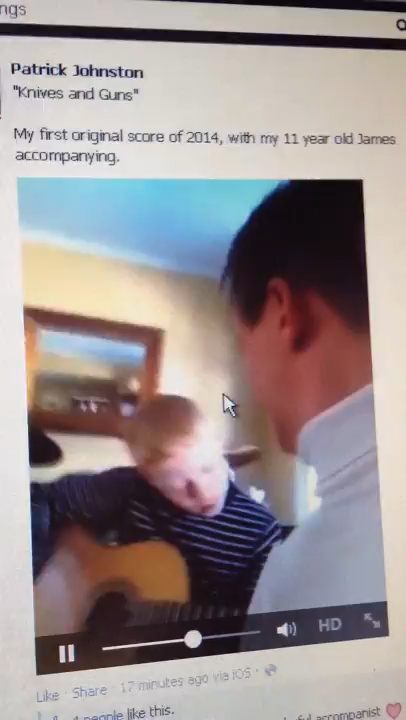 ngs
Patrick Johnston
"Knives and Guns"
My first original score of 2014, with my 11 year old James
accompanying.
HD
Like · Share · 17 minutes ago via iOS ·
people like this.
accompanist